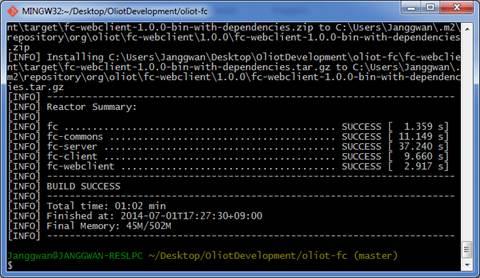 MINGW32:~/Desktop/OliotDevelopment/oliot-fc
nt\target\fc-webclient-1.0.0-bin-with-dependencies.zip to C:\Users\Janggwan\.m2\
repository\org\oliot\fc-webclient\1.0.0\fc-webclient-1.0.0-bin-with-dependencies
.zip
[INFO] Installing C:\Users\Janggwan\Desktop\OliotDevelopment\oliot-fc\fc-webclie
nt\target\fc-webclient-1.0.0-bin-with-dependencies.tar.gz to C:\Users\Janggwan\.
m2\repository\org\oliot\fc-webclient\1.0.0\fc-webclient-1.0.0-bin-with-dependenc
ies.tar.gz
[INFO] ------------------------------------------------------------------------
[INFO] Reactor Summary:
[INFO]
[INFO] fc ................................................ SUCCESS [  1.359 s]
[INFO] fc-commons ........................................ SUCCESS [ 11.149 s]
[INFO] fc-server ......................................... SUCCESS [ 37.240 s]
[INFO] fc-client ......................................... SUCCESS [  9.660 s]
[INFO] fc-webclient ...................................... SUCCESS [  2.917 s]
[INFO] ------------------------------------------------------------------------
[INFO] BUILD SUCCESS
[INFO] ------------------------------------------------------------------------
[INFO] Total time: 01:02 min
[INFO] Finished at: 2014-07-01T17:27:30+09:00
[INFO] Final Memory: 45M/502M
[INFO] ------------------------------------------------------------------------
Janggwan@JANGGWAN-RESLPC ~/Desktop/OliotDevelopment/oliot-fc (master)
$